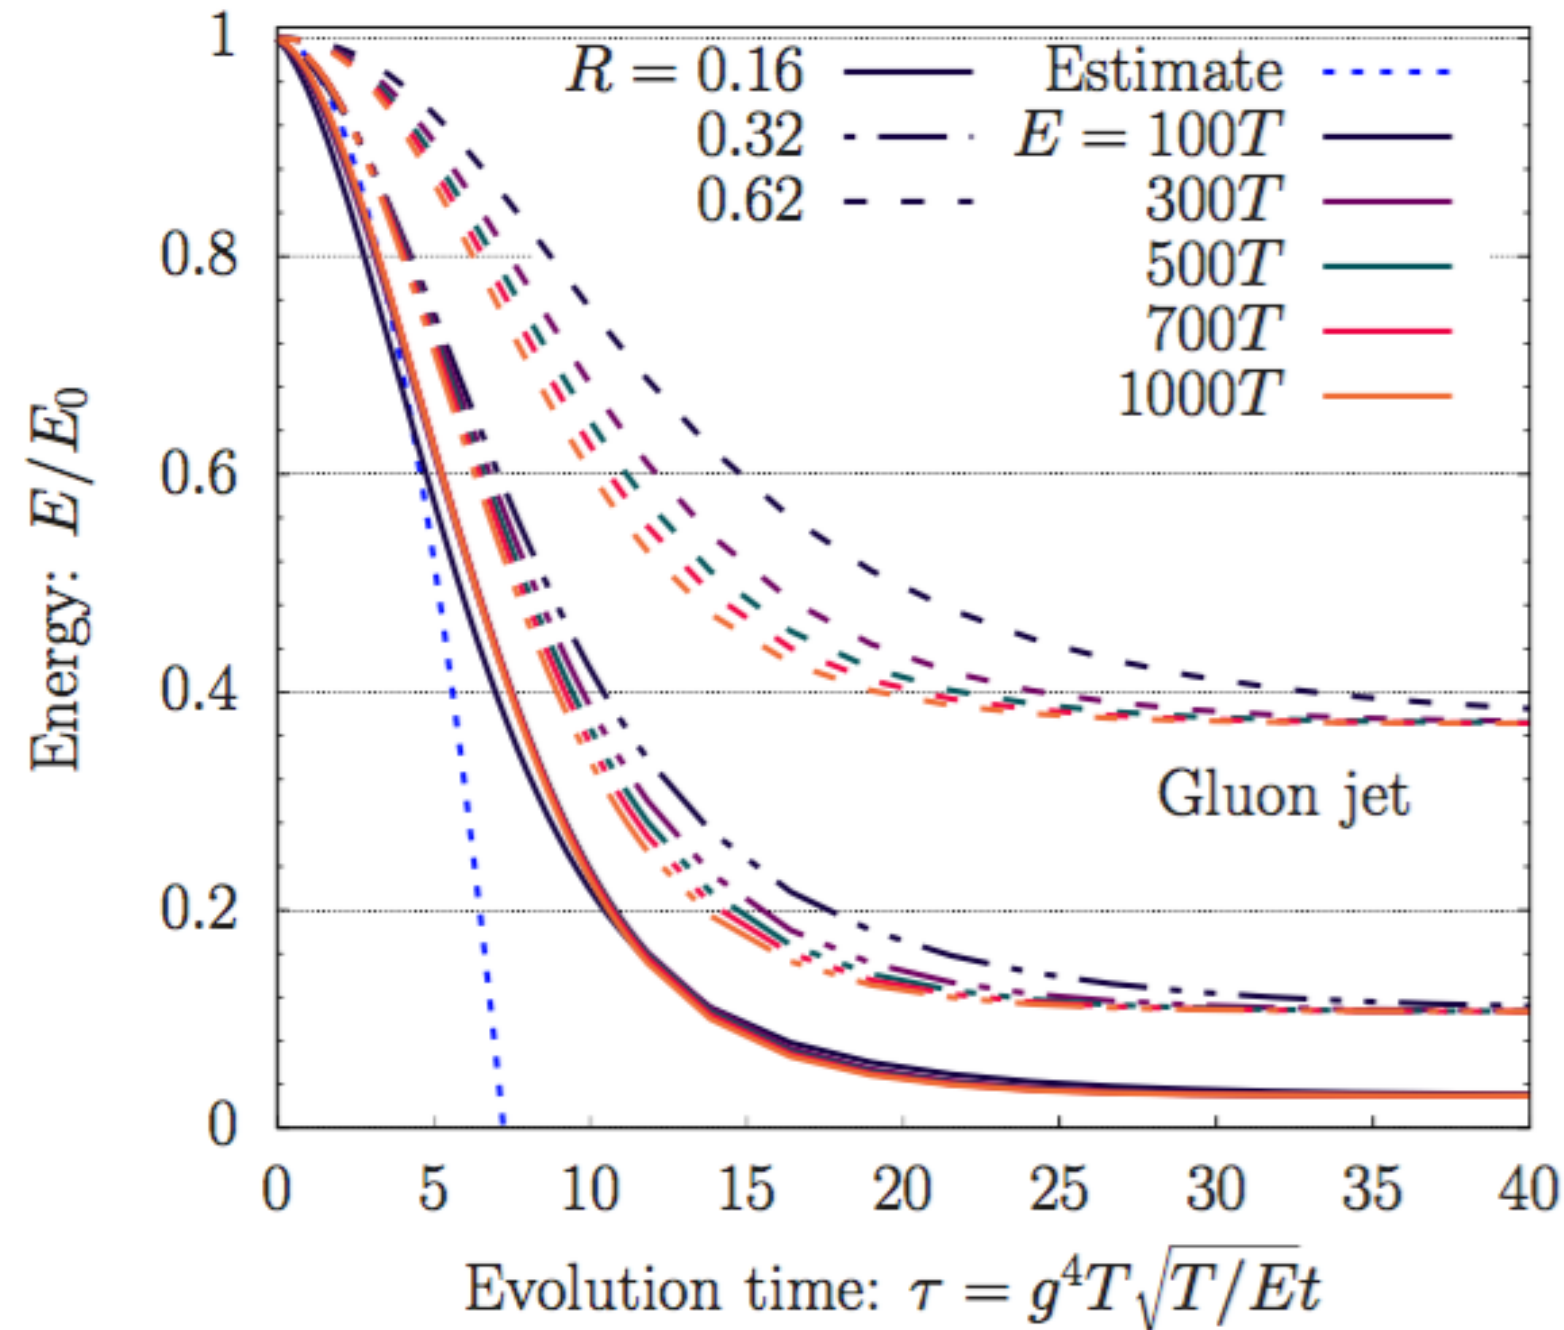 Energy: E/E₀
1
0.8
0.6
0.4
0.2
0
R = 0.16
0.32
0.62
Estimate
E = 100T
300T
500T
700T
1000T
Gluon jet
0 5 10 15 20 25 30 35 40
Evolution time: τ = g⁴T√T/Et